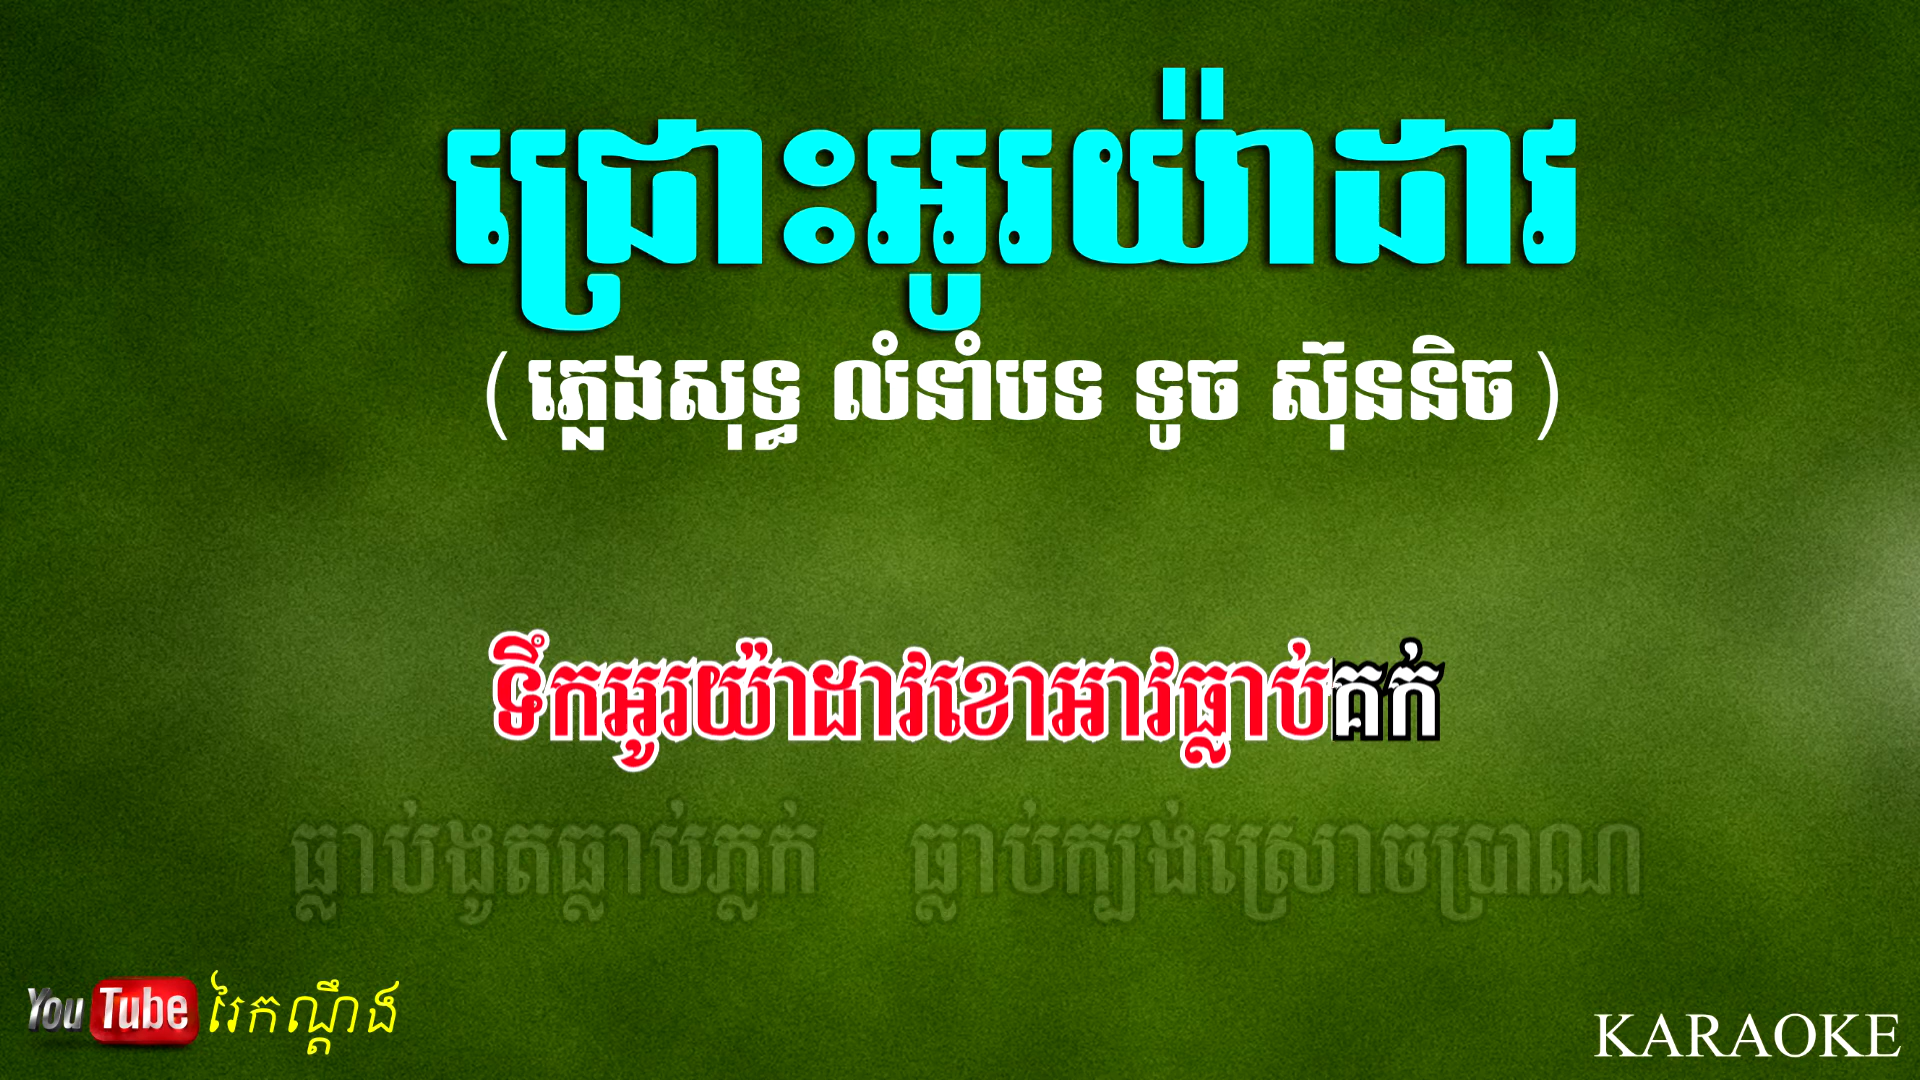 ជ្រោះអូរយ៉ាដាវ
(ភ្លេងសុទ្ធ លំនាំបទ ទូច ស៊ុននិច)
ទឹកអូរយ៉ាដាវខោអាវធ្លាប់គក់
ធ្លាប់ងូតធ្លាប់ភ្លក់ ធ្លាប់ក្បង់ស្រោចប្រាណ
YouTube រៃកណ្ដឹង
KARAOKE